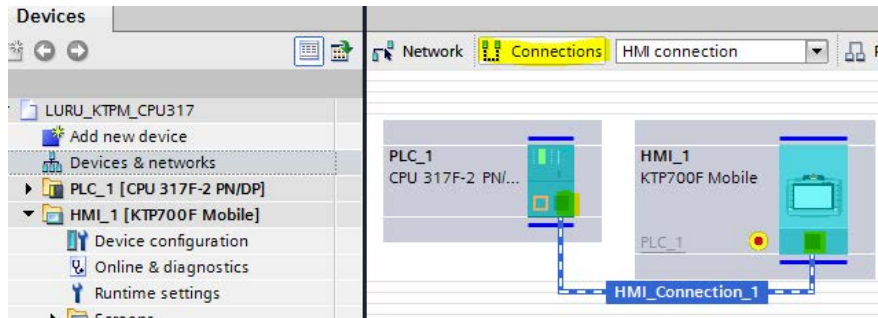 Devices
Network
Connections
HMI connection
LURU_KTPM_CPU317
Add new device
Devices & networks
PLC_1 [CPU 317F-2 PN/DP]
HMI_1 [KTP700F Mobile]
Device configuration
Online & diagnostics
Runtime settings
PLC_1
CPU 317F-2 PN/...
HMI_1
KTP700F Mobile
PLC_1
HMI_Connection_1